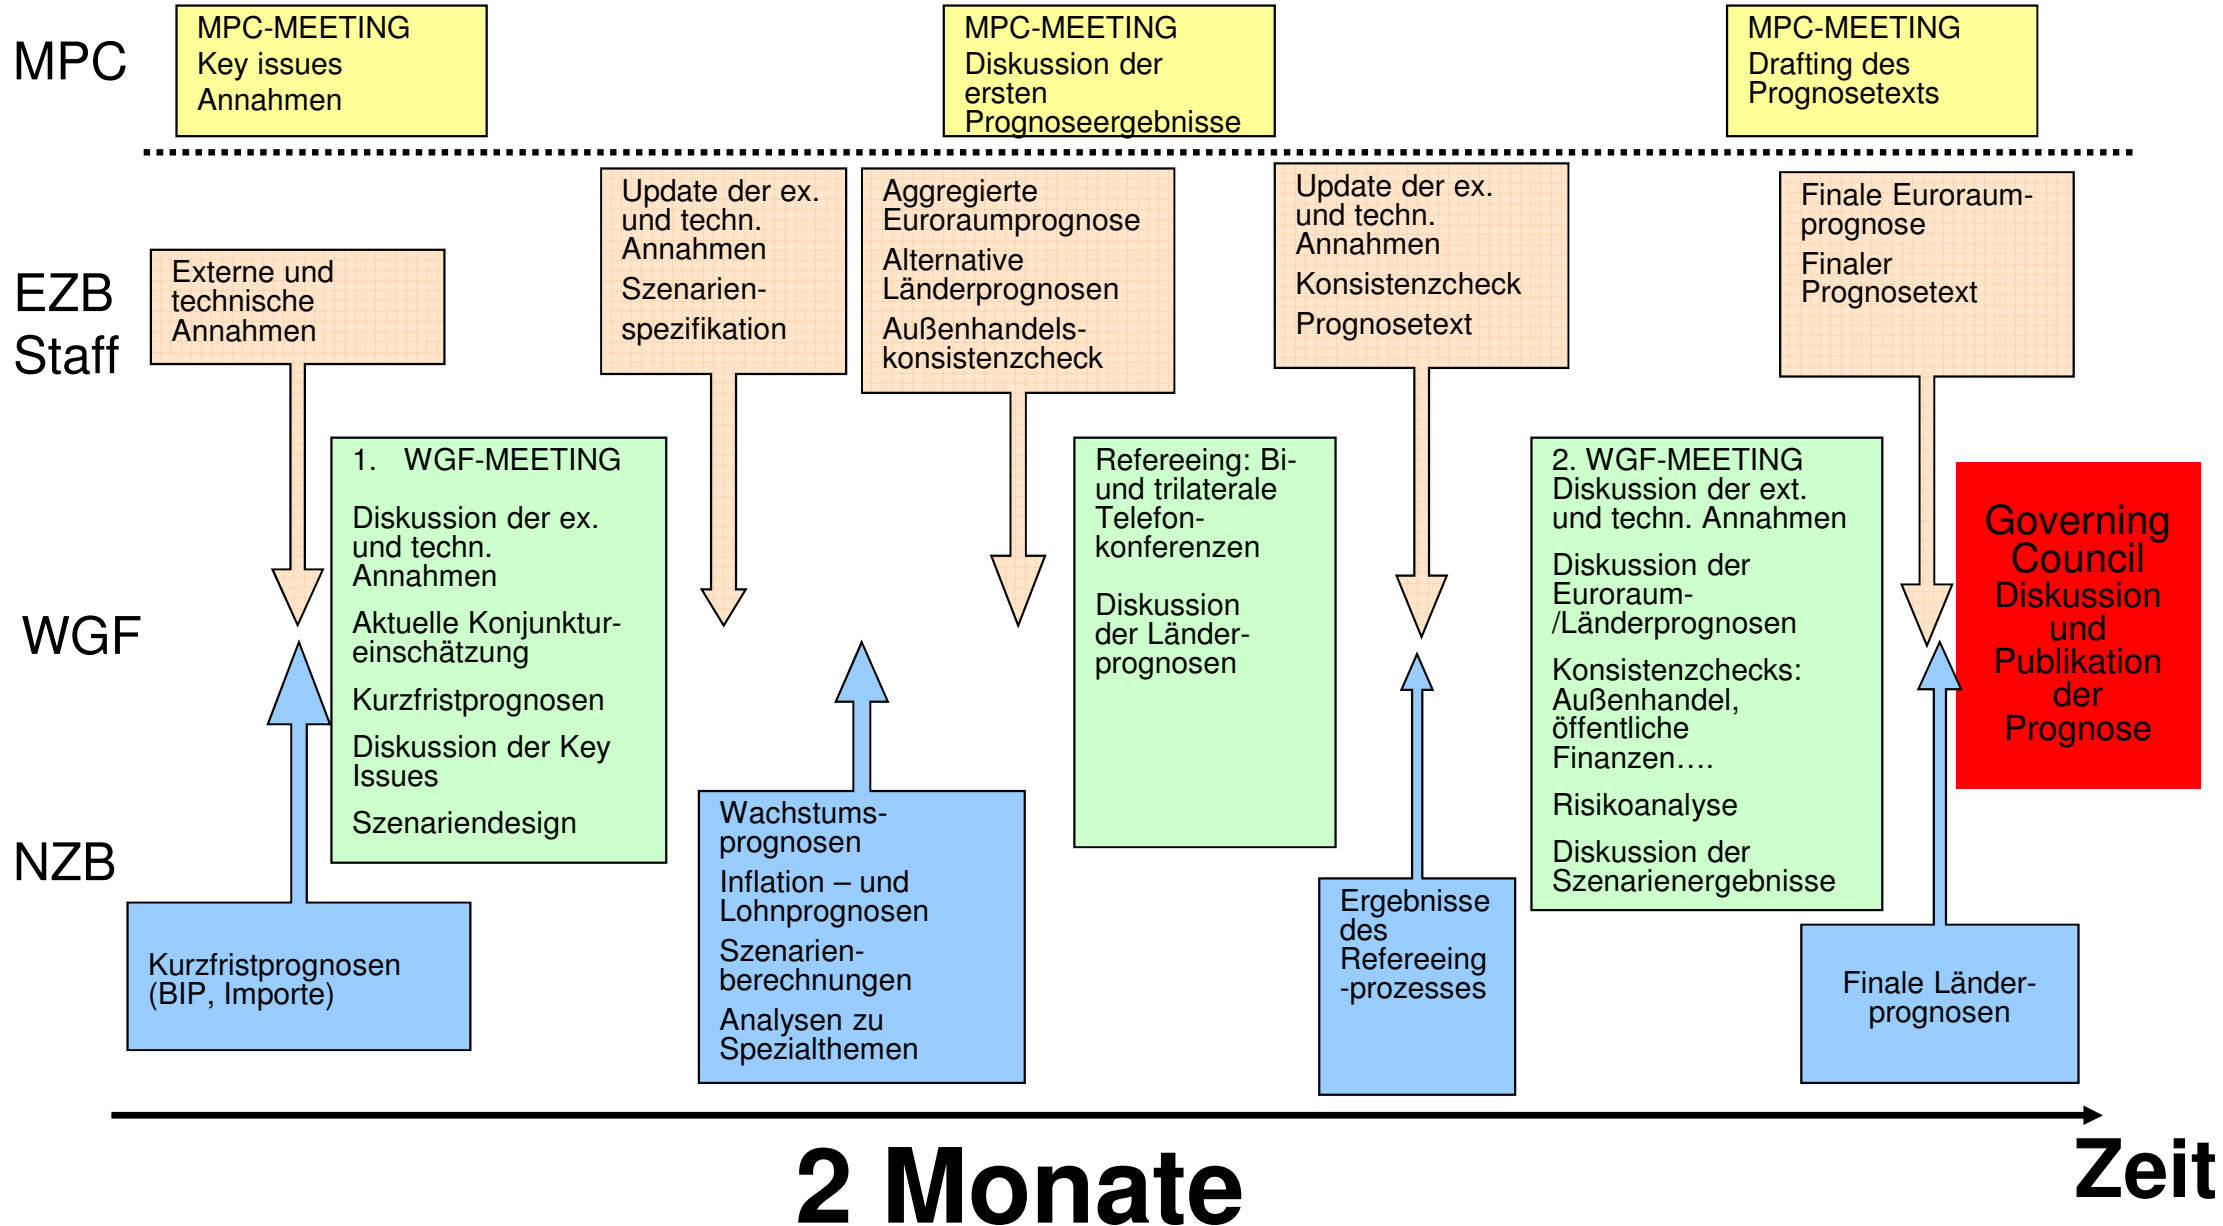 MPC
MPC-MEETING
Key issues
Annahmen
MPC-MEETING
Diskussion der
ersten
Prognoseergebnisse
MPC-MEETING
Drafting des
Prognosetexts
EZB
Staff
Externe und
technische
Annahmen
Update der ex.
und techn.
Annahmen
Szenarien-
spezifikation
Aggregierte
Euroraumprognose
Alternative
Länderprognosen
Außenhandels-
konsistenzcheck
Update der ex.
und techn.
Annahmen
Konsistenzcheck
Prognosetext
Finale Euroraum-
prognose
Finaler
Prognosetext
WGF
1. WGF-MEETING
Diskussion der ex.
und techn.
Annahmen
Aktuelle Konjunktur-
einschätzung
Kurzfristprognosen
Diskussion der Key
Issues
Szenariendesign
Refereeing: Bi-
und trilaterale
Telefon-
konferenzen
Diskussion
der Länder-
prognosen
2. WGF-MEETING
Diskussion der ext.
und techn. Annahmen
Diskussion der
Euroraum-
/Länderprognosen
Konsistenzchecks:
Außenhandel,
öffentliche
Finanzen….
Risikoanalyse
Diskussion der
Szenarienergebnisse
Governing
Council
Diskussion
und
Publikation
der
Prognose
NZB
Kurzfristprognosen
(BIP, Importe)
Wachstums-
prognosen
Inflation – und
Lohnprognosen
Szenarien-
berechnungen
Analysen zu
Spezialthemen
Ergebnisse
des
Refereeing
-prozesses
Finale Länder-
prognosen
2 Monate
Zeit